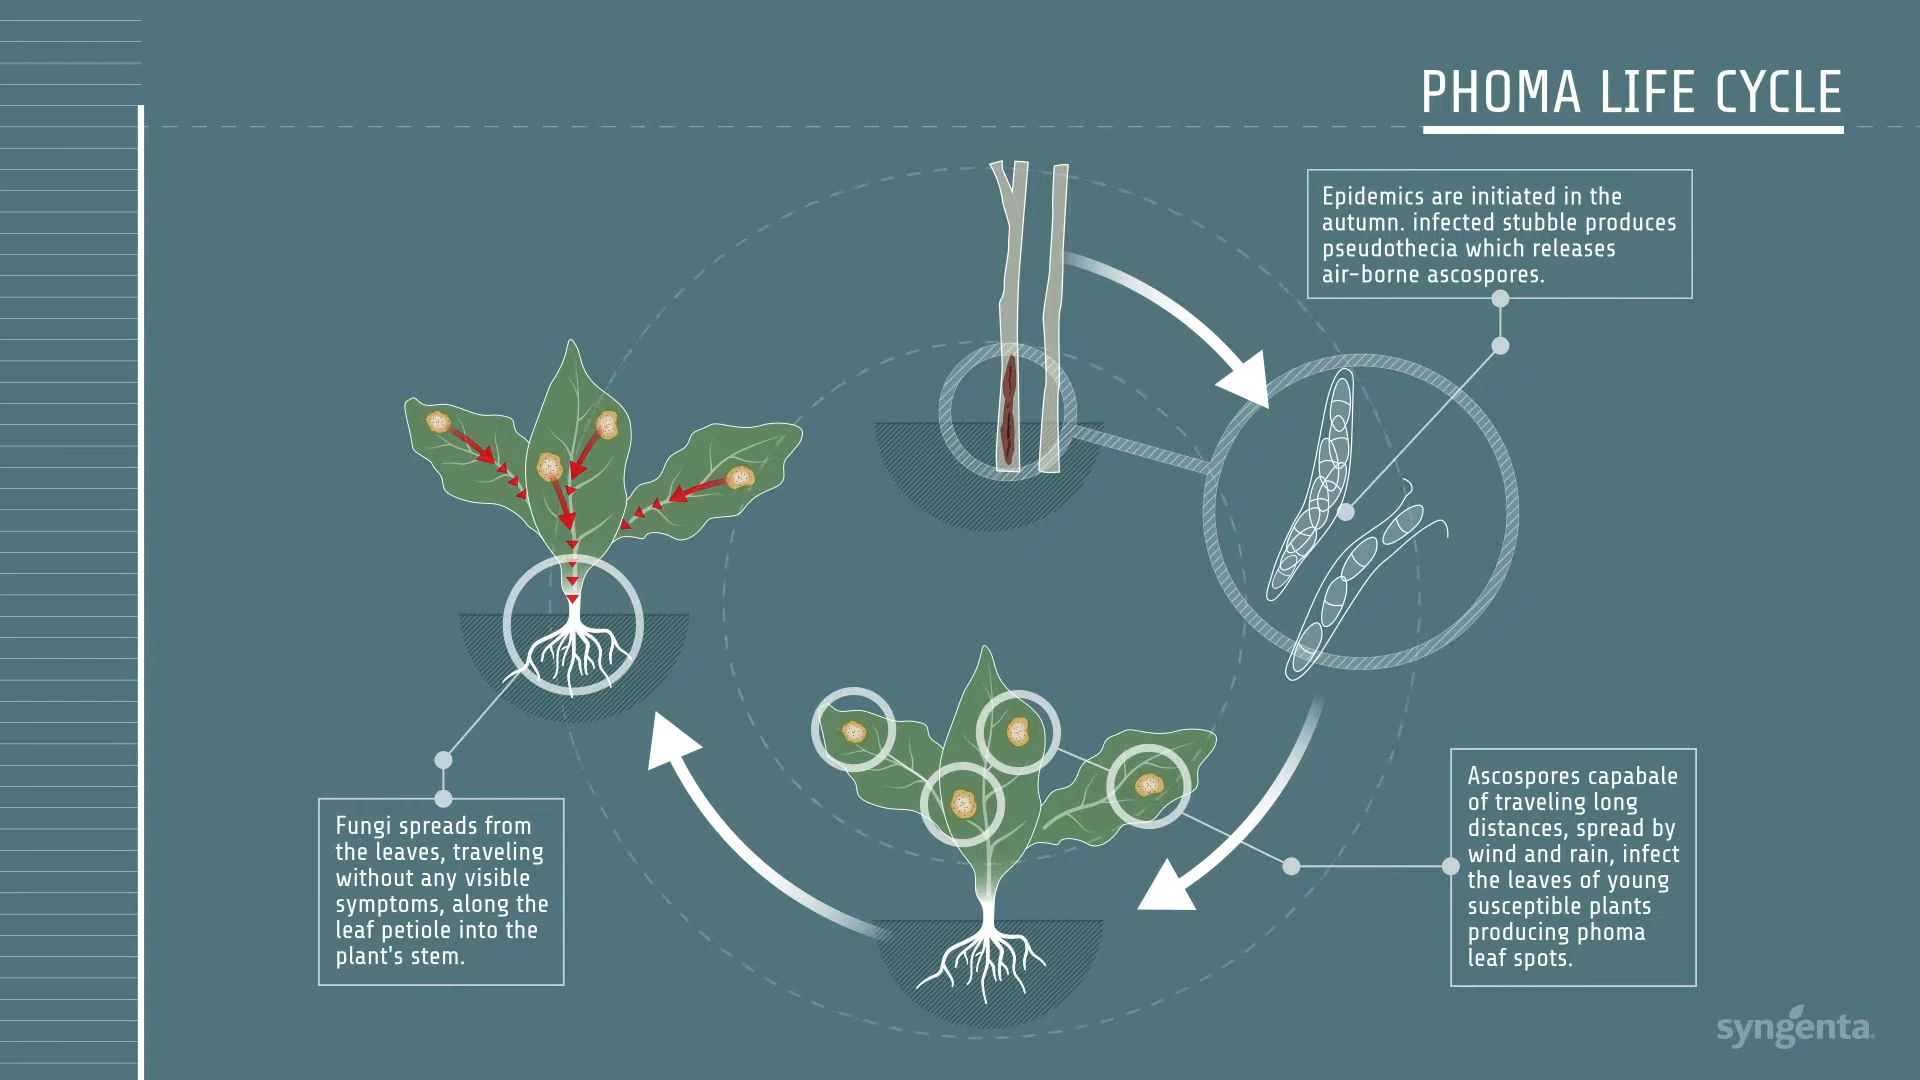 PHOMA LIFE CYCLE
Epidemics are initiated in the
autumn. infected stubble produces
pseudothecia which releases
air-borne ascospores.
Ascospores capabale
of traveling long
distances, spread by
wind and rain, infect
the leaves of young
susceptible plants
producing phoma
leaf spots.
Fungi spreads from
the leaves, traveling
without any visible
symptoms, along the
leaf petiole into the
plant's stem.
syngenta